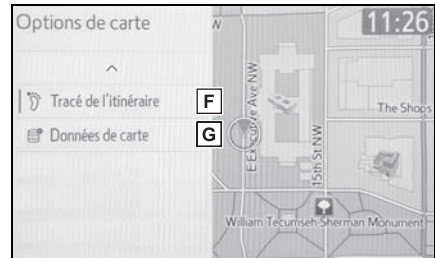 Options de carte
N
11:26
Tracé de l'itinéraire
F
Données de carte
G
E Executive Ave NW
15th St NW
The Shops
William Tecumseh Sherman Monument